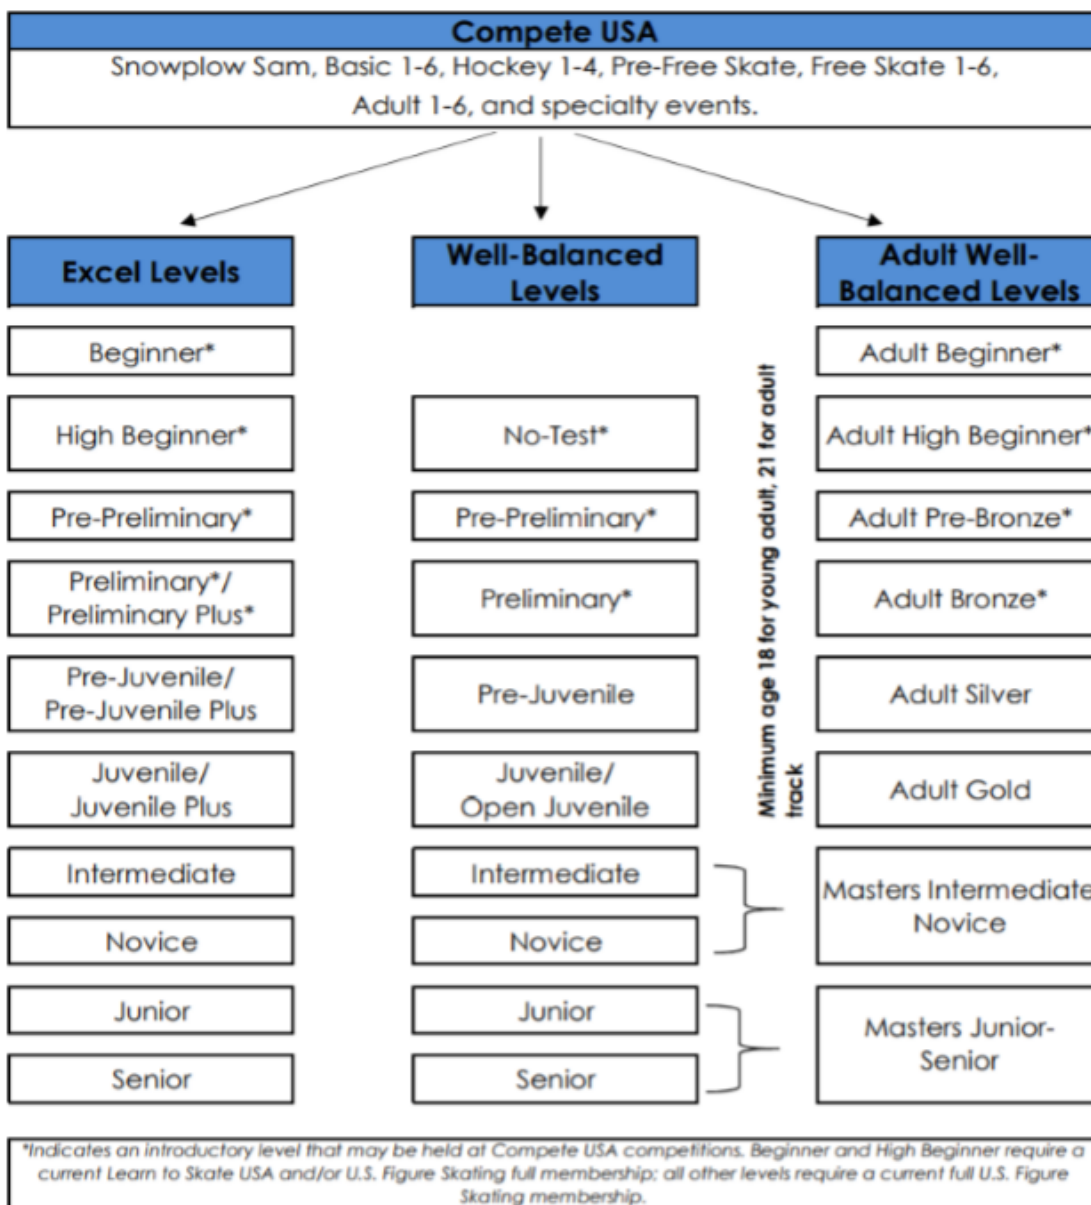 Compete USA
Snowplow Sam, Basic 1-6, Hockey 1-4, Pre-Free Skate, Free Skate 1-6,
Adult 1-6, and specialty events.
Excel Levels
Beginner*
High Beginner*
Pre-Preliminary*
Preliminary*/
Preliminary Plus*
Pre-Juvenile/
Pre-Juvenile Plus
Juvenile/
Juvenile Plus
Intermediate
Novice
Junior
Senior
Well-Balanced
Levels
No-Test*
Pre-Preliminary*
Preliminary*
Pre-Juvenile
Juvenile/
Open Juvenile
Intermediate
Novice
Junior
Senior
Minimum age 18 for young adult, 21 for adult
track
Adult Well-
Balanced Levels
Adult Beginner*
Adult High Beginner*
Adult Pre-Bronze*
Adult Bronze*
Adult Silver
Adult Gold
Masters Intermediate
Novice
Masters Junior-
Senior
*Indicates an introductory level that may be held at Compete USA competitions. Beginner and High Beginner require a
current Learn to Skate USA and/or U.S. Figure Skating full membership; all other levels require a current full U.S. Figure
Skating membership.